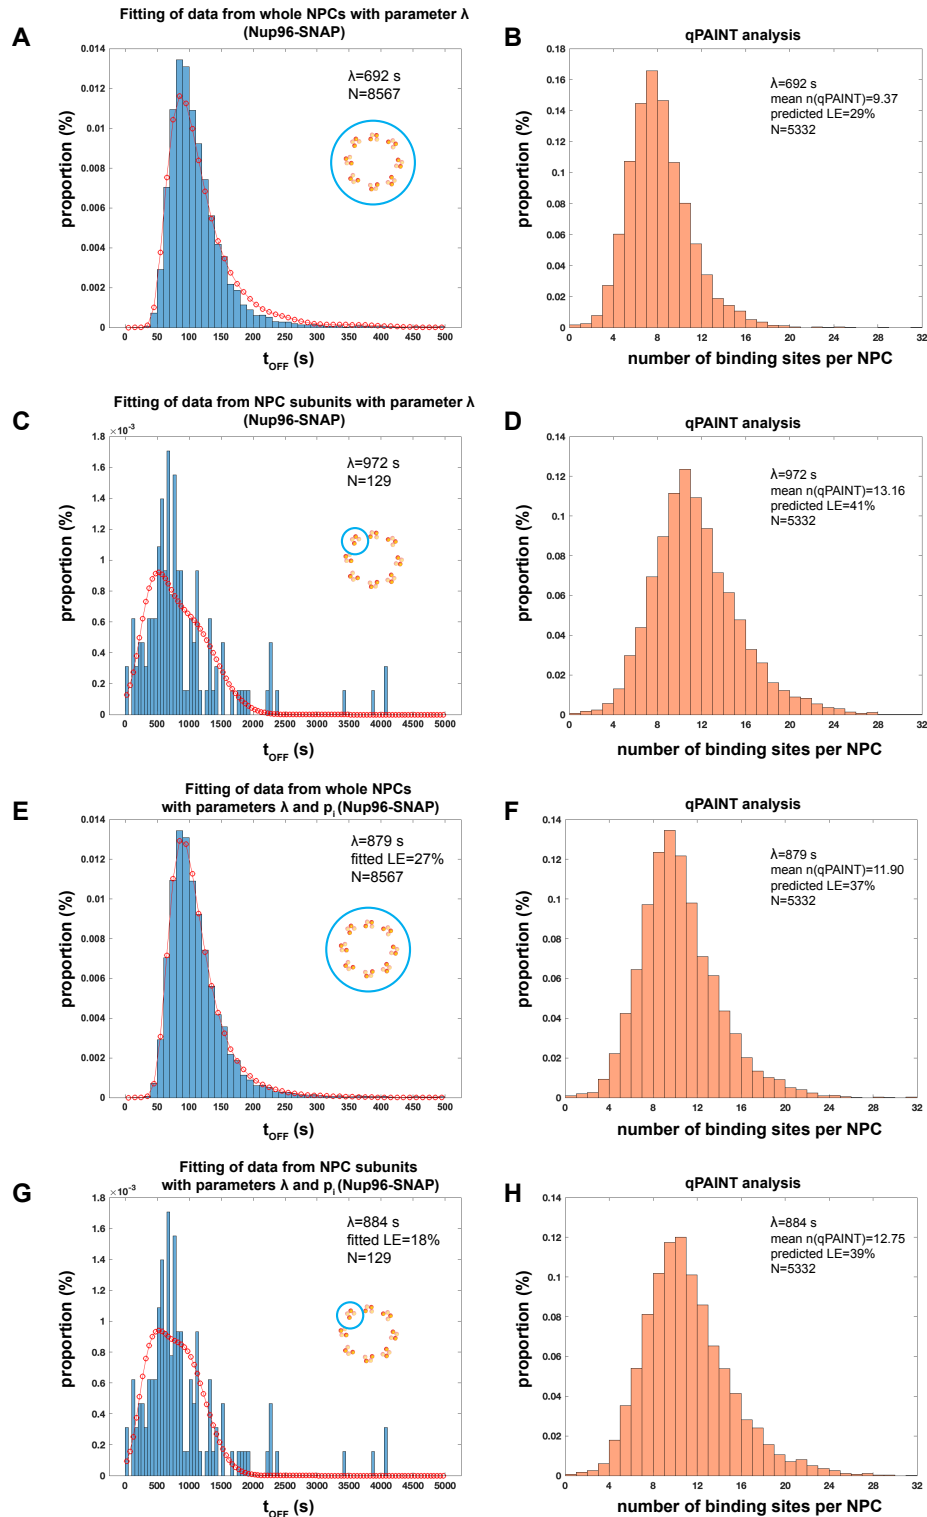 Fitting of data from whole NPCs with parameter λ
(Nup96-SNAP)
A
0.014
0.012
0.01
0.008
0.006
0.004
0.002
0
proportion (%)
λ=692 s
N=8567
0 50 100 150 200 250 300 350 400 450 500
tOFF (s)
B
qPAINT analysis
0.18
0.16
0.14
0.12
0.1
0.08
0.06
0.04
0.02
0
proportion (%)
λ=692 s
mean n(qPAINT)=9.37
predicted LE=29%
N=5332
0 4 8 12 16 20 24 28 32
number of binding sites per NPC
Fitting of data from NPC subunits with parameter λ
(Nup96-SNAP)
C
×10-3
1.8
1.6
1.4
1.2
1
0.8
0.6
0.4
0.2
0
proportion (%)
λ=972 s
N=129
0 500 1000 1500 2000 2500 3000 3500 4000 4500 5000
tOFF (s)
D
qPAINT analysis
0.14
0.12
0.1
0.08
0.06
0.04
0.02
0
proportion (%)
λ=972 s
mean n(qPAINT)=13.16
predicted LE=41%
N=5332
0 4 8 12 16 20 24 28 32
number of binding sites per NPC
Fitting of data from whole NPCs
with parameters λ and pi (Nup96-SNAP)
E
0.014
0.012
0.01
0.008
0.006
0.004
0.002
0
proportion (%)
λ=879 s
fitted LE=27%
N=8567
0 50 100 150 200 250 300 350 400 450 500
tOFF (s)
F
qPAINT analysis
0.14
0.12
0.1
0.08
0.06
0.04
0.02
0
proportion (%)
λ=879 s
mean n(qPAINT)=11.90
predicted LE=37%
N=5332
0 4 8 12 16 20 24 28 32
number of binding sites per NPC
Fitting of data from NPC subunits
with parameters λ and pi (Nup96-SNAP)
G
×10-3
1.8
1.6
1.4
1.2
1
0.8
0.6
0.4
0.2
0
proportion (%)
λ=884 s
fitted LE=18%
N=129
0 500 1000 1500 2000 2500 3000 3500 4000 4500 5000
tOFF (s)
H
qPAINT analysis
0.14
0.12
0.1
0.08
0.06
0.04
0.02
0
proportion (%)
λ=884 s
mean n(qPAINT)=12.75
predicted LE=39%
N=5332
0 4 8 12 16 20 24 28 32
number of binding sites per NPC